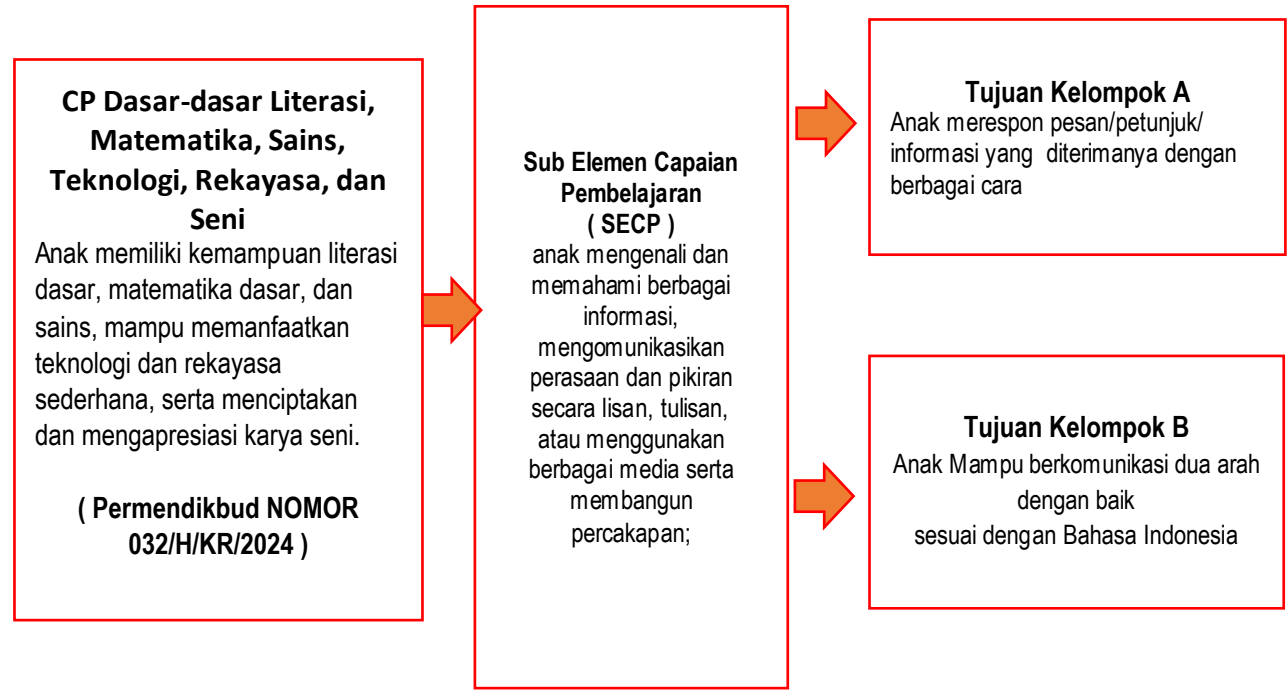 CP Dasar-dasar Literasi,
Matematika, Sains,
Teknologi, Rekayasa, dan
Seni
Anak memiliki kemampuan literasi
dasar, matematika dasar, dan
sains, mampu memanfaatkan
teknologi dan rekayasa
sederhana, serta menciptakan
dan mengapresiasi karya seni.
( Permendikbud NOMOR
032/H/KR/2024 )
Sub Elemen Capaian
Pembelajaran
( SECP )
anak mengenali dan
memahami berbagai
informasi,
mengomunikasikan
perasaan dan pikiran
secara lisan, tulisan,
atau menggunakan
berbagai media serta
membangun
percakapan;
Tujuan Kelompok A
Anak merespon pesan/petunjuk/
informasi yang diterimanya dengan
berbagai cara
Tujuan Kelompok B
Anak Mampu berkomunikasi dua arah
dengan baik
sesuai dengan Bahasa Indonesia